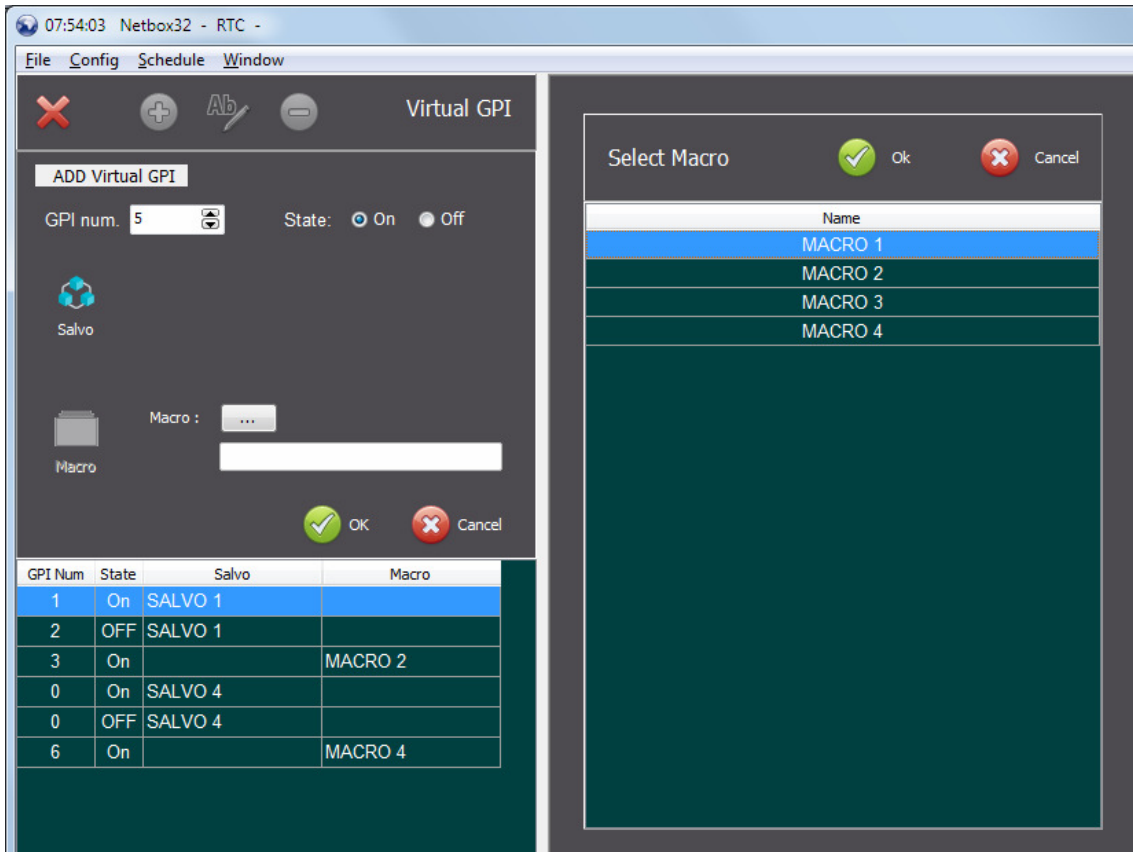 07:54:03 Netbox32 - RTC -
File Config Schedule Window
Ab
Virtual GPI
ADD Virtual GPI
GPI num. 5 State: On Off
Salvo
Macro : ...
Macro
OK Cancel
GPI Num State Salvo Macro
1 On SALVO 1
2 OFF SALVO 1
3 On MACRO 2
0 On SALVO 4
0 OFF SALVO 4
6 On MACRO 4
Select Macro Ok Cancel
Name
MACRO 1
MACRO 2
MACRO 3
MACRO 4